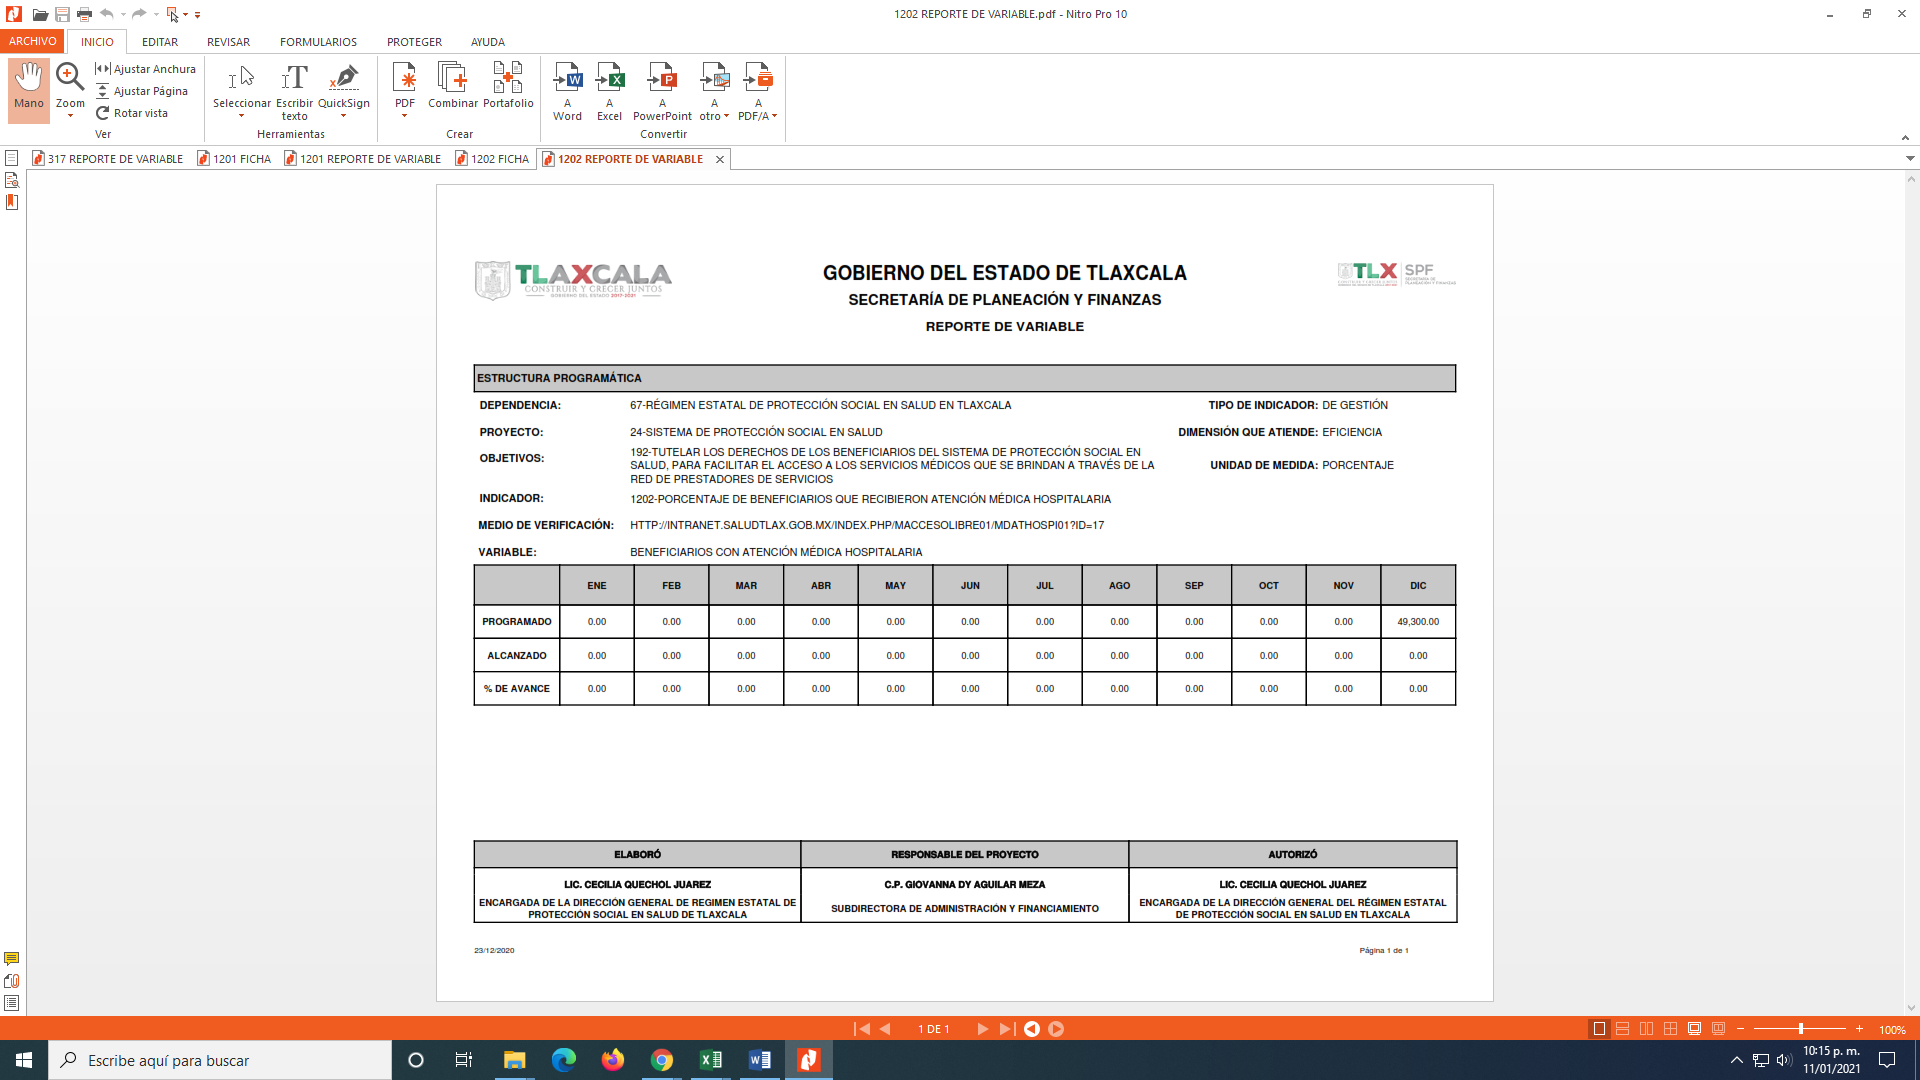 1202 REPORTE DE VARIABLE.pdf - Nitro Pro 10
ARCHIVO INICIO EDITAR REVISAR FORMULARIOS PROTEGER AYUDA
Mano
Zoom
Ajustar Anchura
Ajustar Página
Rotar vista
Ver
Seleccionar
Escribir texto
QuickSign
Herramientas
PDF
Combinar
Portafolio
Crear
A Word
A Excel
A PowerPoint
A otro
A PDF/A
Convertir
317 REPORTE DE VARIABLE 1201 FICHA 1201 REPORTE DE VARIABLE 1202 FICHA 1202 REPORTE DE VARIABLE
TLAXCALA
CONSTRUIR Y CRECER JUNTOS
GOBIERNO DEL ESTADO 2017-2021
GOBIERNO DEL ESTADO DE TLAXCALA
SECRETARÍA DE PLANEACIÓN Y FINANZAS
REPORTE DE VARIABLE
TLX SPF
ESTRUCTURA PROGRAMÁTICA
DEPENDENCIA: 67-RÉGIMEN ESTATAL DE PROTECCIÓN SOCIAL EN SALUD EN TLAXCALA TIPO DE INDICADOR: DE GESTIÓN
PROYECTO: 24-SISTEMA DE PROTECCIÓN SOCIAL EN SALUD DIMENSIÓN QUE ATIENDE: EFICIENCIA
OBJETIVOS: 192-TUTELAR LOS DERECHOS DE LOS BENEFICIARIOS DEL SISTEMA DE PROTECCIÓN SOCIAL EN
SALUD, PARA FACILITAR EL ACCESO A LOS SERVICIOS MÉDICOS QUE SE BRINDAN A TRAVÉS DE LA UNIDAD DE MEDIDA: PORCENTAJE
RED DE PRESTADORES DE SERVICIOS
INDICADOR: 1202-PORCENTAJE DE BENEFICIARIOS QUE RECIBIERON ATENCIÓN MÉDICA HOSPITALARIA
MEDIO DE VERIFICACIÓN: HTTP://INTRANET.SALUDTLAX.GOB.MX/INDEX.PHP/MACCESOLIBRE01/MDATHOSPI01?ID=17
VARIABLE: BENEFICIARIOS CON ATENCIÓN MÉDICA HOSPITALARIA
ENE FEB MAR ABR MAY JUN JUL AGO SEP OCT NOV DIC
PROGRAMADO 0.00 0.00 0.00 0.00 0.00 0.00 0.00 0.00 0.00 0.00 0.00 49,300.00
ALCANZADO 0.00 0.00 0.00 0.00 0.00 0.00 0.00 0.00 0.00 0.00 0.00 0.00
% DE AVANCE 0.00 0.00 0.00 0.00 0.00 0.00 0.00 0.00 0.00 0.00 0.00 0.00
ELABORÓ RESPONSABLE DEL PROYECTO AUTORIZÓ
LIC. CECILIA QUECHOL JUAREZ C.P. GIOVANNA DY AGUILAR MEZA LIC. CECILIA QUECHOL JUAREZ
ENCARGADA DE LA DIRECCIÓN GENERAL DE REGIMEN ESTATAL DE
PROTECCIÓN SOCIAL EN SALUD DE TLAXCALA
SUBDIRECTORA DE ADMINISTRACIÓN Y FINANCIAMIENTO
ENCARGADA DE LA DIRECCIÓN GENERAL DEL RÉGIMEN ESTATAL
DE PROTECCIÓN SOCIAL EN SALUD EN TLAXCALA
23/12/2020 Página 1 de 1
1 DE 1
100%
Escribe aquí para buscar
10:15 p. m.
11/01/2021